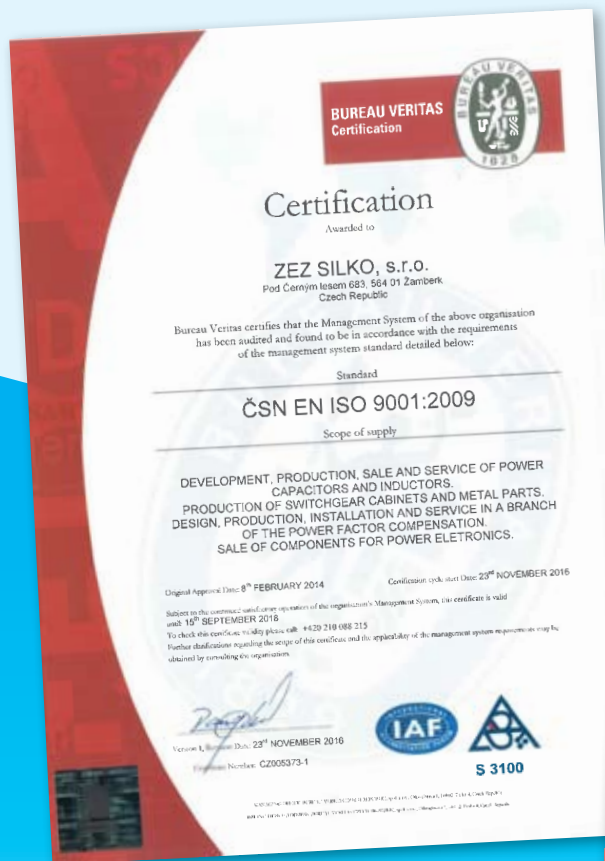 BUREAU VERITAS
Certification
BUREAU VERITAS
1828
Certification
Awarded to
ZEZ SILKO, s.r.o.
Pod Černým lesem 683, 564 01 Žamberk
Czech Republic
Bureau Veritas certifies that the Management System of the above organisation
has been audited and found to be in accordance with the requirements
of the management system standard detailed below:
Standard
ČSN EN ISO 9001:2009
Scope of supply
DEVELOPMENT, PRODUCTION, SALE AND SERVICE OF POWER
CAPACITORS AND INDUCTORS.
PRODUCTION OF SWITCHGEAR CABINETS AND METAL PARTS.
DESIGN, PRODUCTION, INSTALLATION AND SERVICE IN A BRANCH
OF THE POWER FACTOR COMPENSATION.
SALE OF COMPONENTS FOR POWER ELETRONICS.
Original Approval Date: 8th FEBRUARY 2014
Certification cycle start Date: 23rd NOVEMBER 2016
Subject to the continued satisfactory operation of the organisation's Management System, this certificate is valid
until: 15th SEPTEMBER 2018
To check this certificate validity please call: +420 210 088 215
Further clarifications regarding the scope of this certificate and the applicability of the management system requirements may be
obtained by consulting the organisation.
Version 1, Revision Date: 23rd NOVEMBER 2016
Number: CZ005373-1
IAF
S 3100